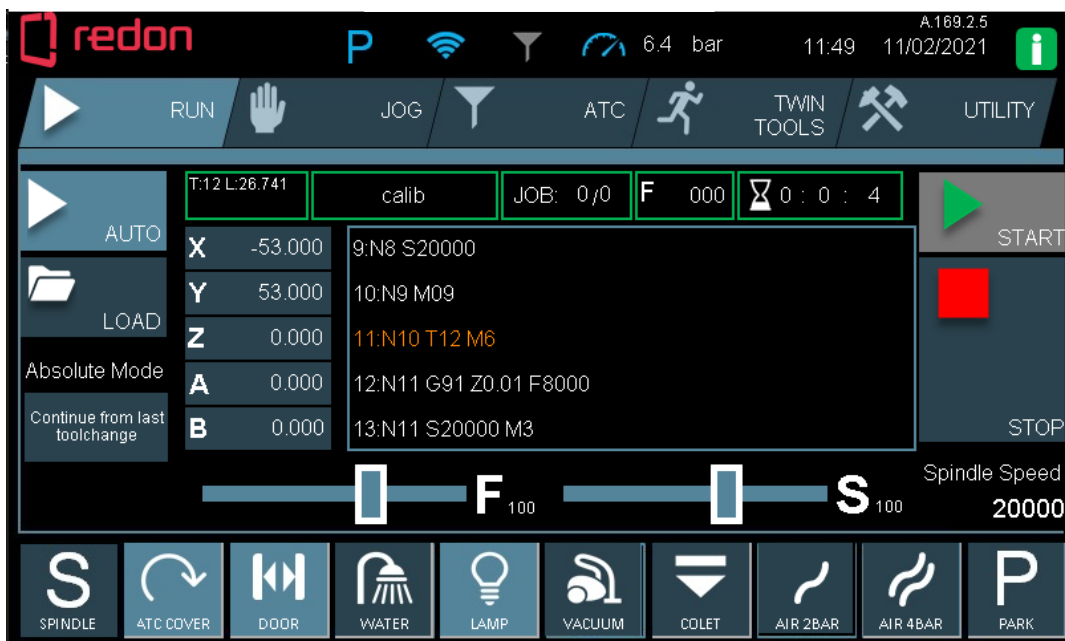 redon
P
6.4 bar
11:49
A.169.2.5
11/02/2021
i
RUN
JOG
ATC
TWIN
TOOLS
UTILITY
AUTO
LOAD
Absolute Mode
Continue from last
toolchange
T:12 L:26.741
calib
JOB: 0/0
F 000
0 : 0 : 4
X -53.000
Y 53.000
Z 0.000
A 0.000
B 0.000
9:N8 S20000
10:N9 M09
11:N10 T12 M6
12:N11 G91 Z0.01 F8000
13:N11 S20000 M3
START
STOP
F 100
S 100
Spindle Speed
20000
S
SPINDLE
ATC COVER
DOOR
WATER
LAMP
VACUUM
COLET
AIR 2BAR
AIR 4BAR
P
PARK